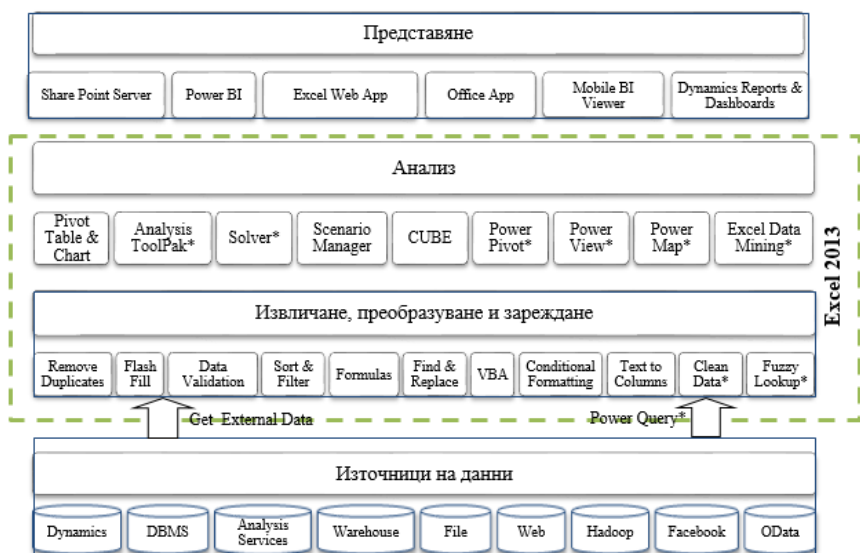 Представяне
Share Point Server
Power BI
Excel Web App
Office App
Mobile BI
Viewer
Dynamics Reports &
Dashboards
Анализ
Pivot
Table &
Chart
Analysis
ToolPak*
Solver*
Scenario
Manager
CUBE
Power
Pivot*
Power
View*
Power
Map*
Excel Data
Mining*
Excel 2013
Извличане, преобразуване и зареждане
Remove
Duplicates
Flash
Fill
Data
Validation
Sort &
Filter
Formulas
Find &
Replace
VBA
Conditional
Formatting
Text to
Columns
Clean
Data*
Fuzzy
Lookup*
Get External Data
Power Query*
Източници на данни
Dynamics
DBMS
Analysis
Services
Warehouse
File
Web
Hadoop
Facebook
OData